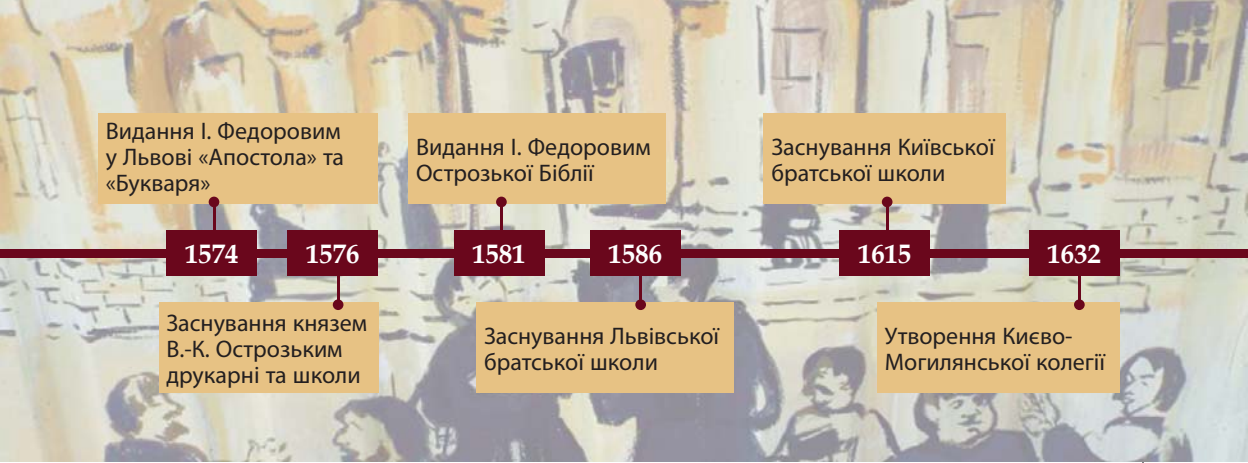 Видання І. Федоровим
у Львові «Апостола» та
«Букваря»
Видання І. Федоровим
Острозької Біблії
Заснування Київської
братської школи
1574
1576
1581
1586
1615
1632
Заснування князем
В.-К. Острозьким
друкарні та школи
Заснування Львівської
братської школи
Утворення Києво-
Могилянської колегії